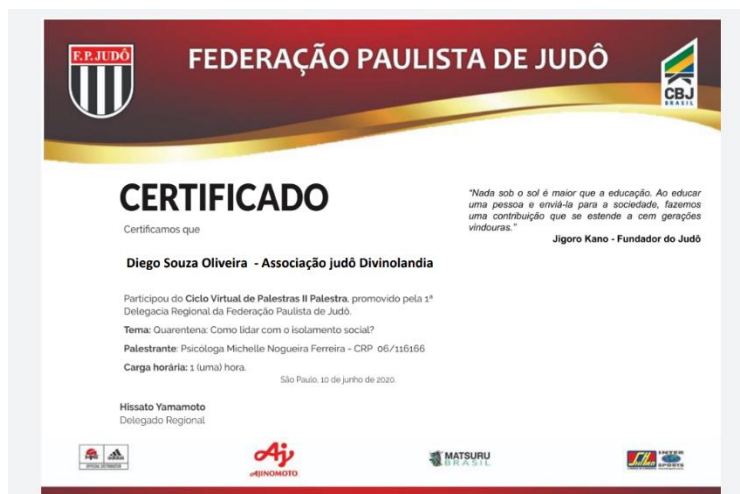 F.P.JUDÔ
FEDERAÇÃO PAULISTA DE JUDÔ
CBJ
BRASIL
CERTIFICADO
Certificamos que
Diego Souza Oliveira - Associação judô Divinolandia
Participou do Ciclo Virtual de Palestras II Palestra, promovido pela 1ª
Delegacia Regional da Federação Paulista de Judô.
Tema: Quarentena: Como lidar com o isolamento social?
Palestrante: Psicóloga Michelle Nogueira Ferreira - CRP 06/116166
Carga horária: 1 (uma) hora.
São Paulo, 10 de junho de 2020.
Hissato Yamamoto
Delegado Regional
"Nada sob o sol é maior que a educação. Ao educar
uma pessoa e enviá-la para a sociedade, fazemos
uma contribuição que se estende a cem gerações
vindouras."
Jigoro Kano - Fundador do Judô
adidas
OFFICIAL DISTRIBUTOR
Aj
AJINOMOTO
MATSURU
BRASIL
INTER
SPORTS